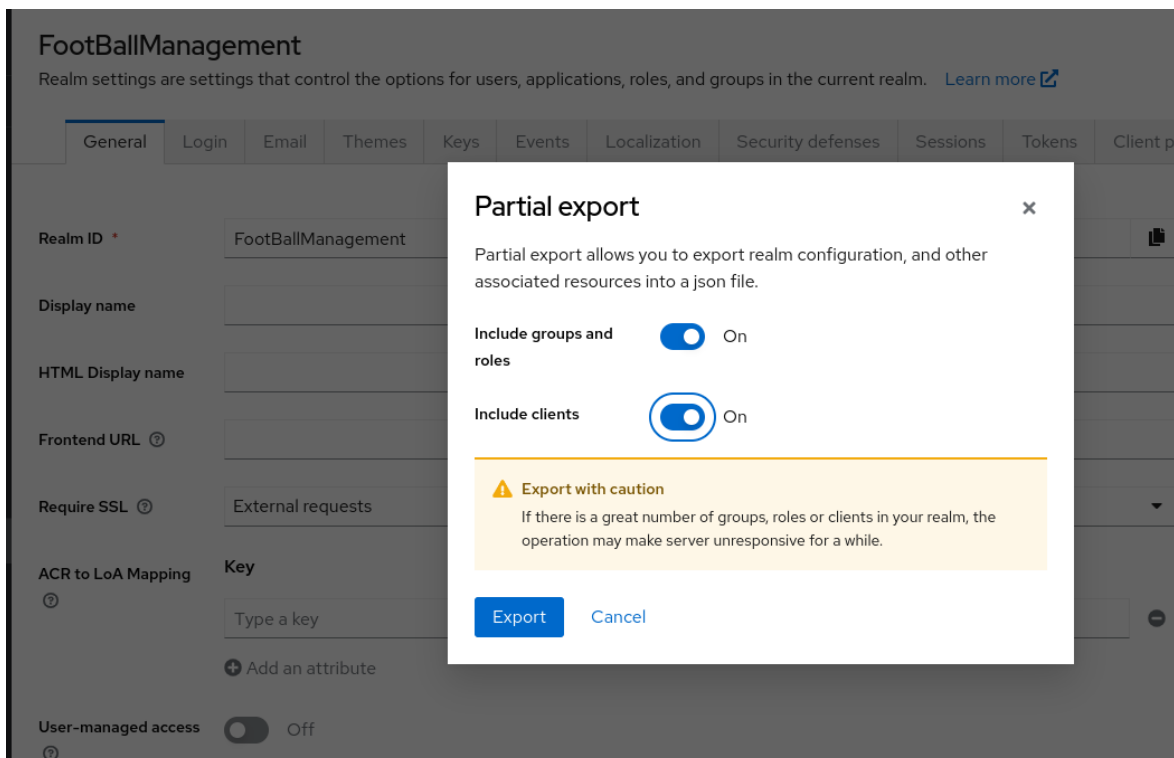 FootBallManagement
Realm settings are settings that control the options for users, applications, roles, and groups in the current realm. Learn more
General Login Email Themes Keys Events Localization Security defenses Sessions Tokens Client p
Partial export
Partial export allows you to export realm configuration, and other
associated resources into a json file.
Include groups and
roles
On
Include clients
On
Export with caution
If there is a great number of groups, roles or clients in your realm, the
operation may make server unresponsive for a while.
Export Cancel
Realm ID * FootBallManagement
Display name
HTML Display name
Frontend URL
Require SSL External requests
ACR to LoA Mapping Key
Type a key
Add an attribute
User-managed access Off